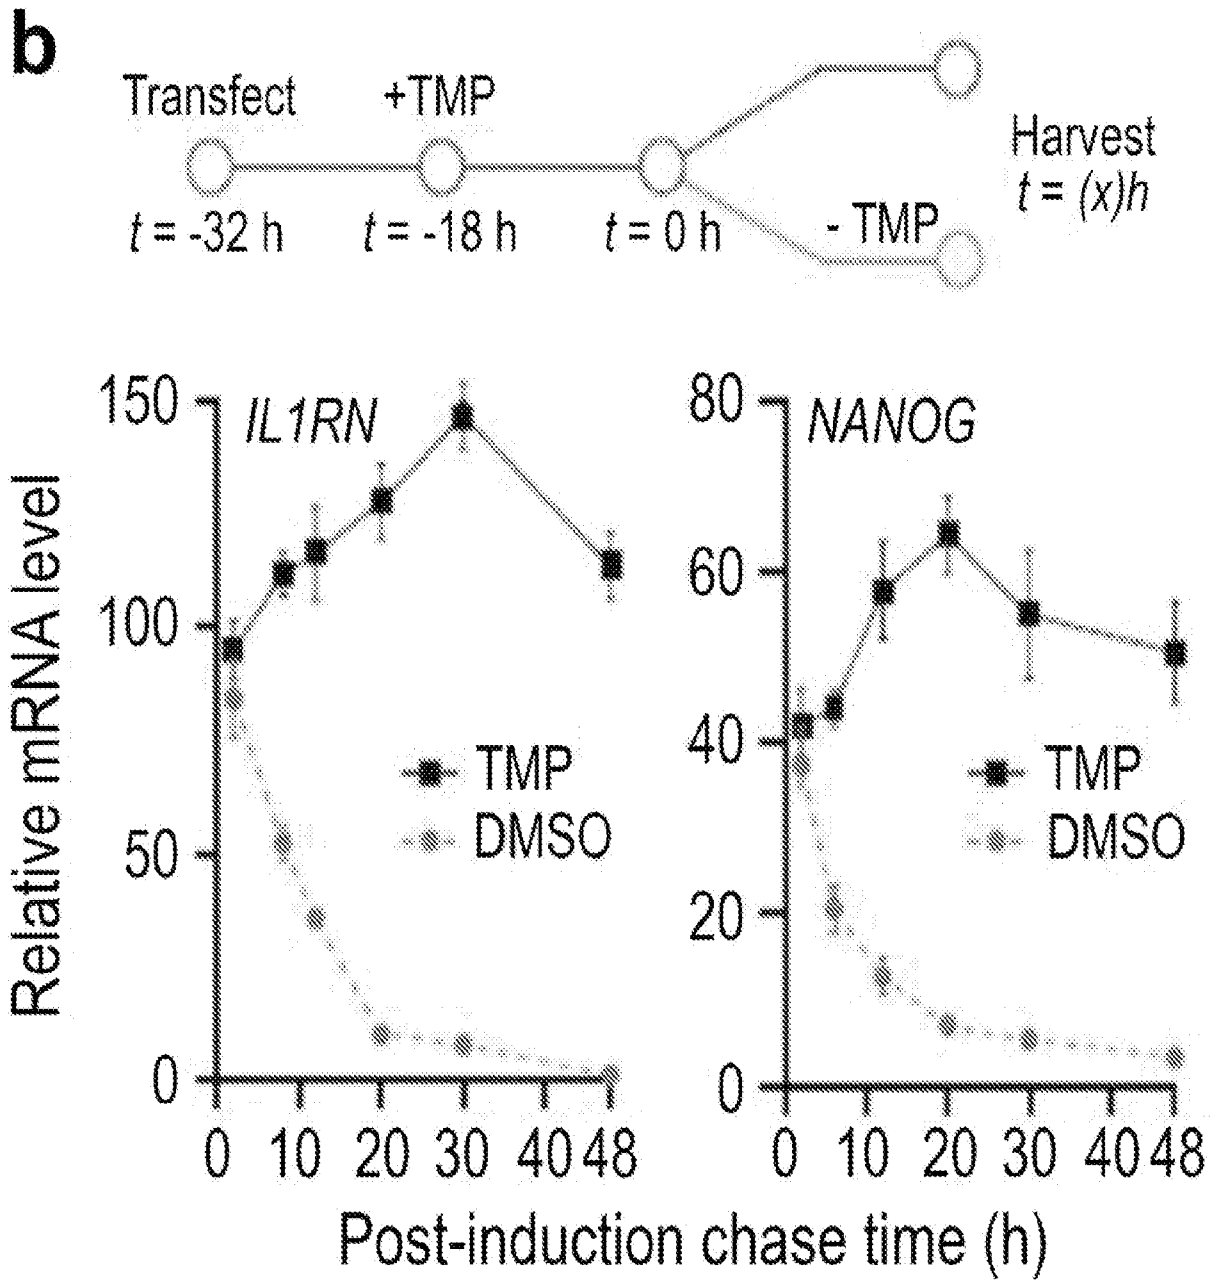 b
Transfect +TMP
t = -32 h t = -18 h t = 0 h
- TMP
Harvest
t = (x)h
Relative mRNA level
150
100
50
0
IL1RN
TMP
DMSO
0 10 20 30 40 48
80
60
40
20
0
NANOG
TMP
DMSO
0 10 20 30 40 48
Post-induction chase time (h)